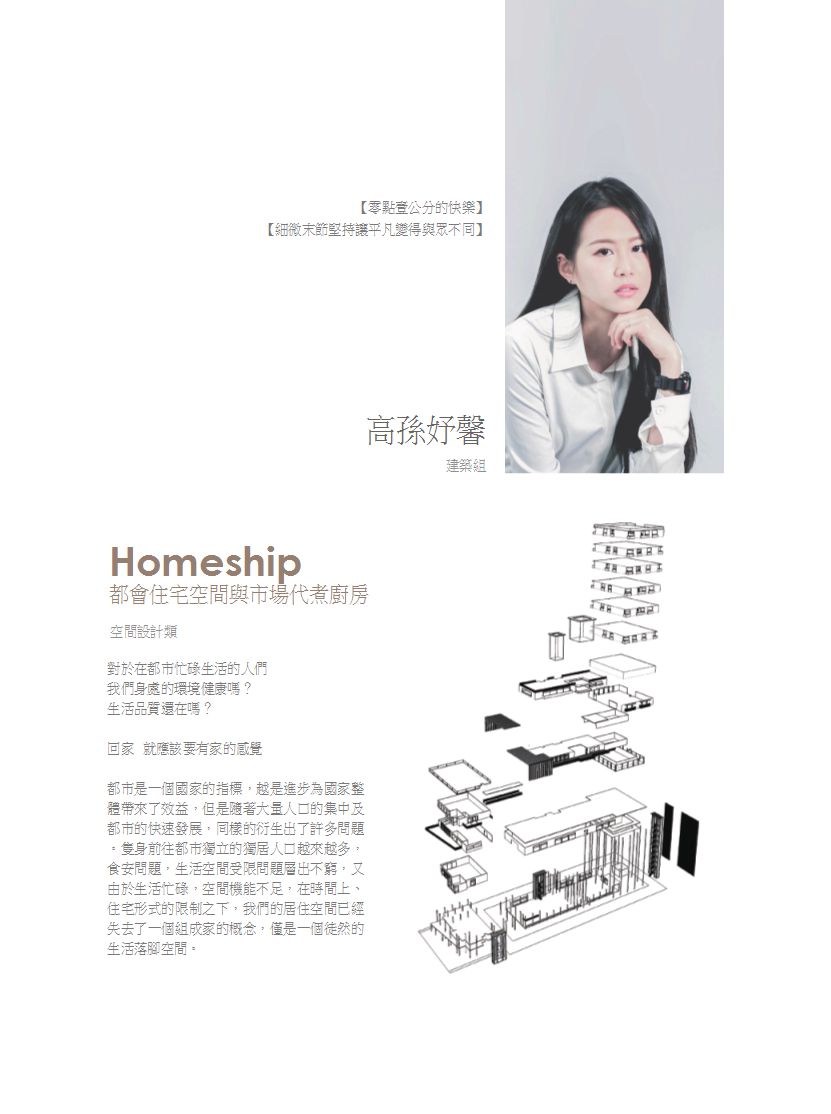 【零點壹公分的快樂】
【細微末節堅持讓平凡變得與眾不同】
高孫妤馨
建築組
Homeship
都會住宅空間與市場代煮廚房
空間設計類
對於在都市忙碌生活的人們
我們身處的環境健康嗎？
生活品質還在嗎？
回家 就應該要有家的感覺
都市是一個國家的指標，越是進步為國家整
體帶來了效益，但是隨著大量人口的集中及
都市的快速發展，同樣的衍生出了許多問題
。隻身前往都市獨立的獨居人口越來越多，
食安問題，生活空間受限問題層出不窮，又
由於生活忙碌，空間機能不足，在時間上、
住宅形式的限制之下，我們的居住空間已經
失去了一個組成家的概念，僅是一個徒然的
生活落腳空間。